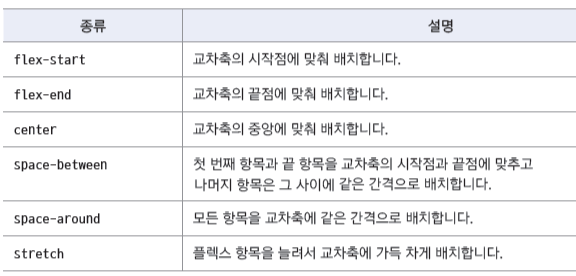 종류 설명
flex-start 교차축의 시작점에 맞춰 배치합니다.
flex-end 교차축의 끝점에 맞춰 배치합니다.
center 교차축의 중앙에 맞춰 배치합니다.
space-between 첫 번째 항목과 끝 항목을 교차축의 시작점과 끝점에 맞추고
나머지 항목은 그 사이에 같은 간격으로 배치합니다.
space-around 모든 항목을 교차축에 같은 간격으로 배치합니다.
stretch 플렉스 항목을 늘려서 교차축에 가득 차게 배치합니다.